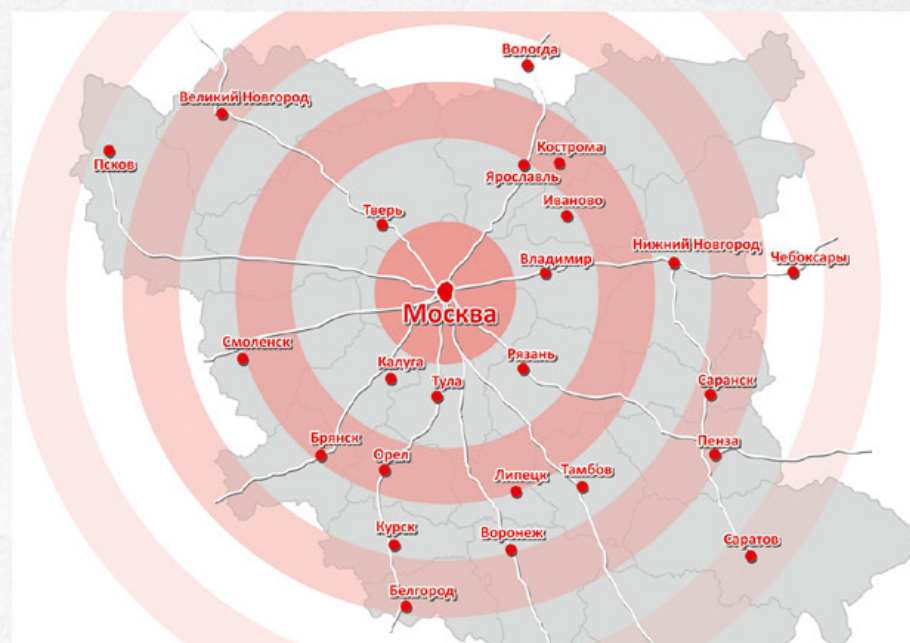 Вологда
Великий Новгород
Кострома
Псков
Ярославль
Иваново
Тверь
Нижний Новгород
Владимир
Чебоксары
Москва
Смоленск
Рязань
Калуга
Тула
Саранск
Брянск
Пенза
Орел
Липецк
Тамбов
Курск
Воронеж
Саратов
Белгород